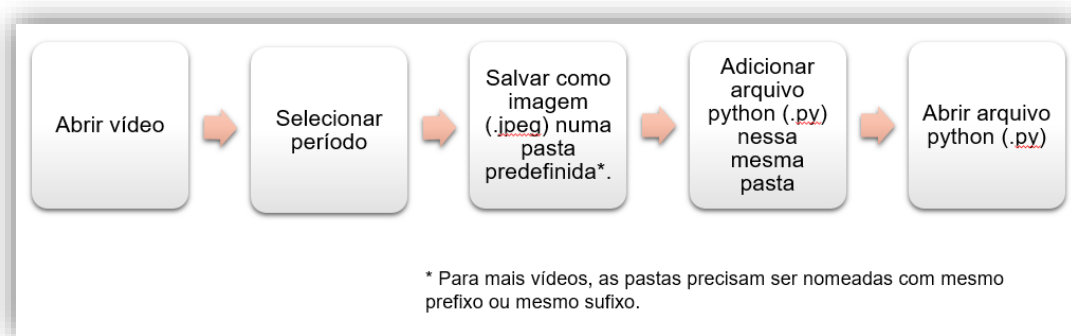 Abrir vídeo
Selecionar
período
Salvar como
imagem
(.jpeg) numa
pasta
predefinida*.
Adicionar
arquivo
python (.py)
nessa
mesma
pasta
Abrir arquivo
python (.py)
* Para mais vídeos, as pastas precisam ser nomeadas com mesmo
prefixo ou mesmo sufixo.